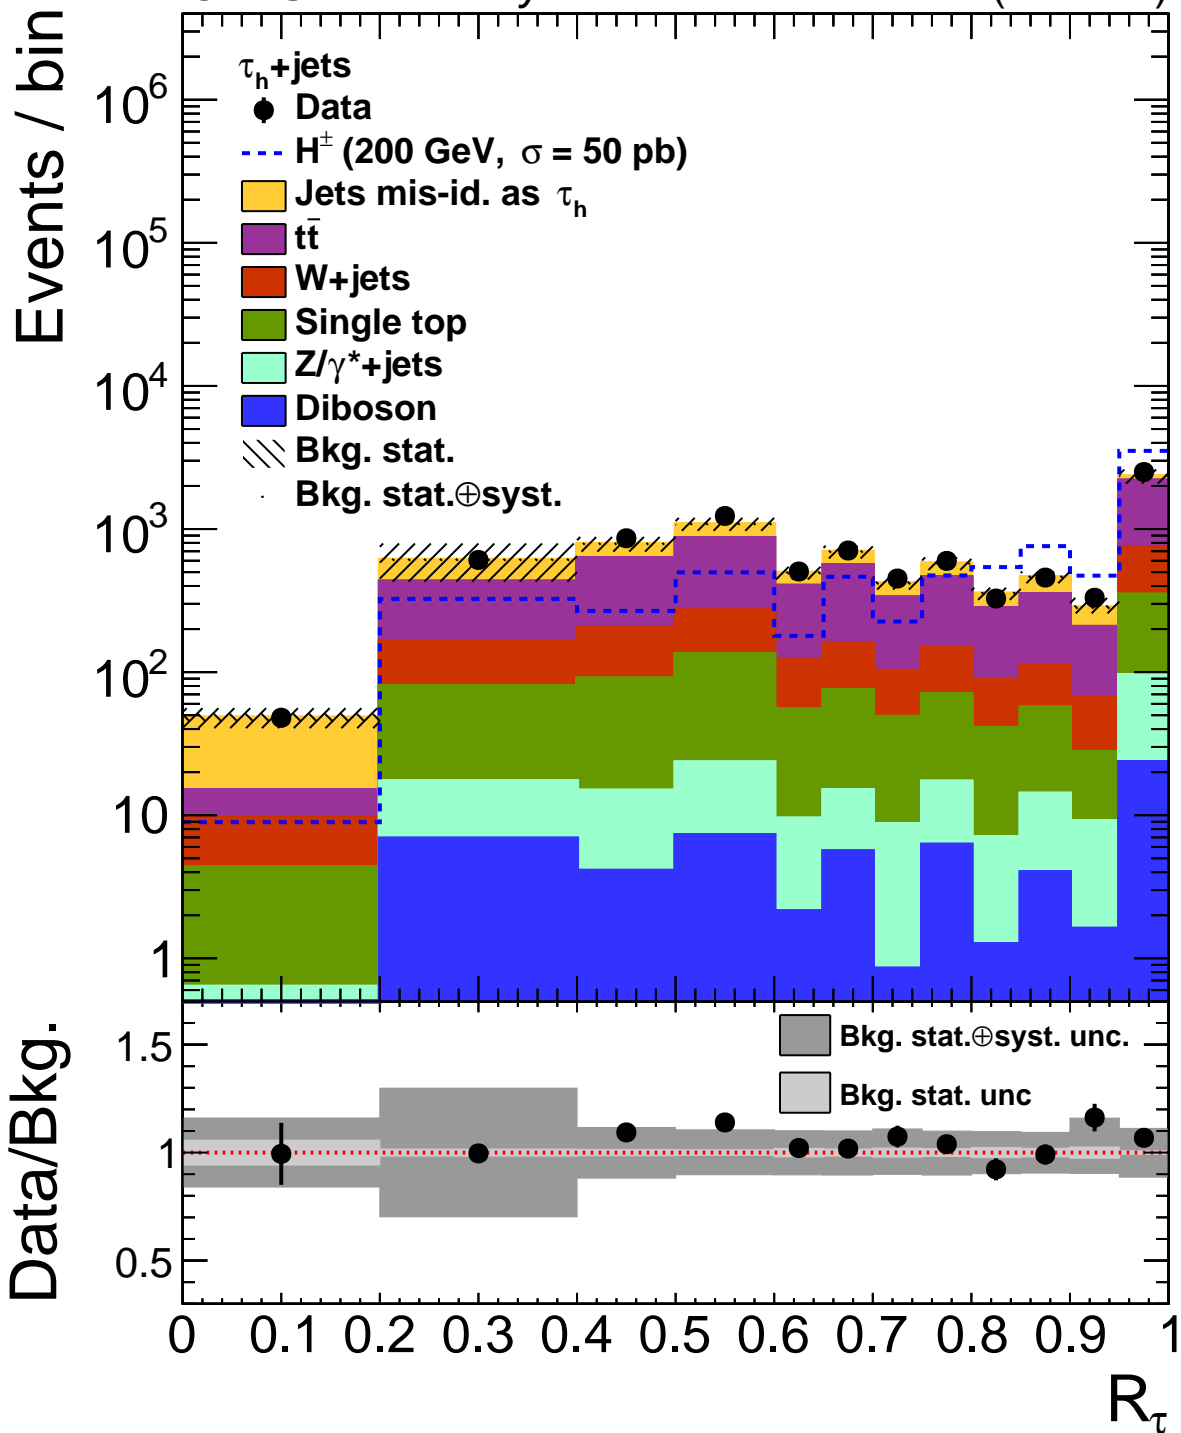 Events / bin
τh+jets
Data
H± (200 GeV, σ = 50 pb)
Jets mis-id. as τh
tt̄
W+jets
Single top
Z/γ*+jets
Diboson
Bkg. stat.
Bkg. stat.⊕syst.
10⁶
10⁵
10⁴
10³
10²
10
1
Data/Bkg.
Bkg. stat.⊕syst. unc.
Bkg. stat. unc
1.5
1
0.5
0 0.1 0.2 0.3 0.4 0.5 0.6 0.7 0.8 0.9 1
Rτ